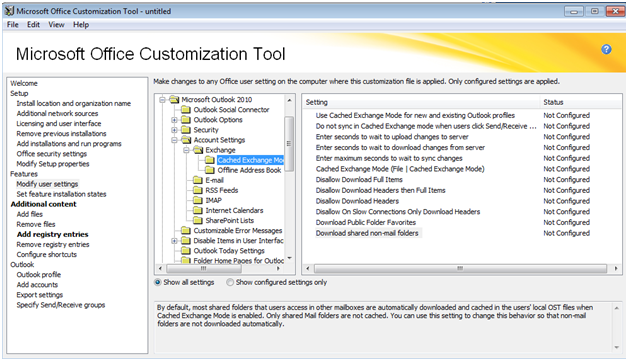 Microsoft Office Customization Tool - untitled
File Edit View Help
Microsoft Office Customization Tool
Welcome
Setup
Install location and organization name
Additional network sources
Licensing and user interface
Remove previous installations
Add installations and run programs
Office security settings
Modify Setup properties
Features
Modify user settings
Set feature installation states
Additional content
Add files
Remove files
Add registry entries
Remove registry entries
Configure shortcuts
Outlook
Outlook profile
Add accounts
Export settings
Specify Send/Receive groups
Make changes to any Office user setting on the computer where this customization file is applied. Only configured settings are applied.
Microsoft Outlook 2010
Outlook Social Connector
Outlook Options
Security
Account Settings
Exchange
Cached Exchange Mo
Offline Address Book
E-mail
RSS Feeds
IMAP
Internet Calendars
SharePoint Lists
Customizable Error Messages
Disable Items in User Interfac
Outlook Today Settings
Folder Home Pages for Outloo
Setting Status
Use Cached Exchange Mode for new and existing Outlook profiles Not Configured
Do not sync in Cached Exchange mode when users click Send/Receive ... Not Configured
Enter seconds to wait to upload changes to server Not Configured
Enter seconds to wait to download changes from server Not Configured
Enter maximum seconds to wait to sync changes Not Configured
Cached Exchange Mode (File | Cached Exchange Mode) Not Configured
Disallow Download Full Items Not Configured
Disallow Download Headers then Full Items Not Configured
Disallow Download Headers Not Configured
Disallow On Slow Connections Only Download Headers Not Configured
Download Public Folder Favorites Not Configured
Download shared non-mail folders Not Configured
Show all settings Show configured settings only
By default, most shared folders that users access in other mailboxes are automatically downloaded and cached in the users' local OST files when
Cached Exchange Mode is enabled. Only shared Mail folders are not cached. You can use this setting to change this behavior so that non-mail
folders are not downloaded automatically.